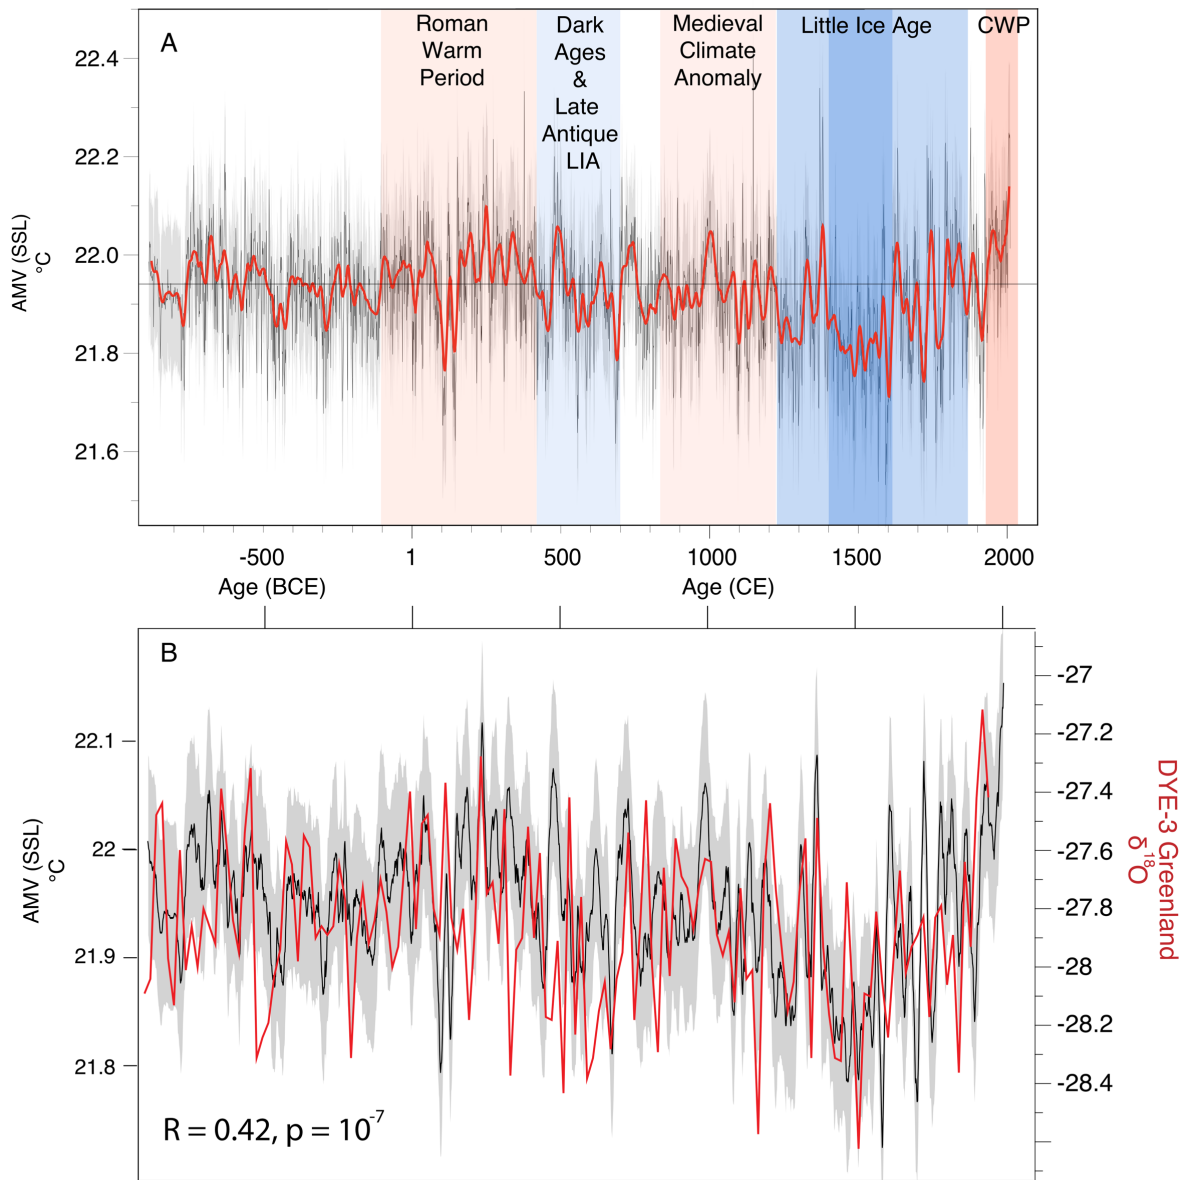 A
Roman
Warm
Period
Dark
Ages
&
Late
Antique
LIA
Medieval
Climate
Anomaly
Little Ice Age
CWP
22.4
22.2
22.0
21.8
21.6
AMV (SSL)
°C
-500
1
500
1000
1500
2000
Age (BCE)
Age (CE)
B
22.1
22
21.9
21.8
AMV (SSL)
°C
-27
-27.2
-27.4
-27.6
-27.8
-28
-28.2
-28.4
DYE-3 Greenland
δ¹⁸O
R = 0.42, p = 10⁻⁷